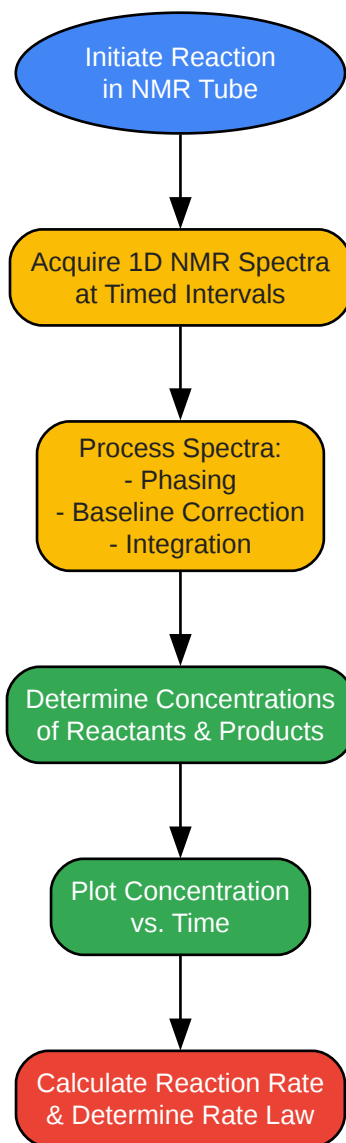 Initiate Reaction
in NMR Tube
Acquire 1D NMR Spectra
at Timed Intervals
Process Spectra:
- Phasing
- Baseline Correction
- Integration
Determine Concentrations
of Reactants & Products
Plot Concentration
vs. Time
Calculate Reaction Rate
& Determine Rate Law